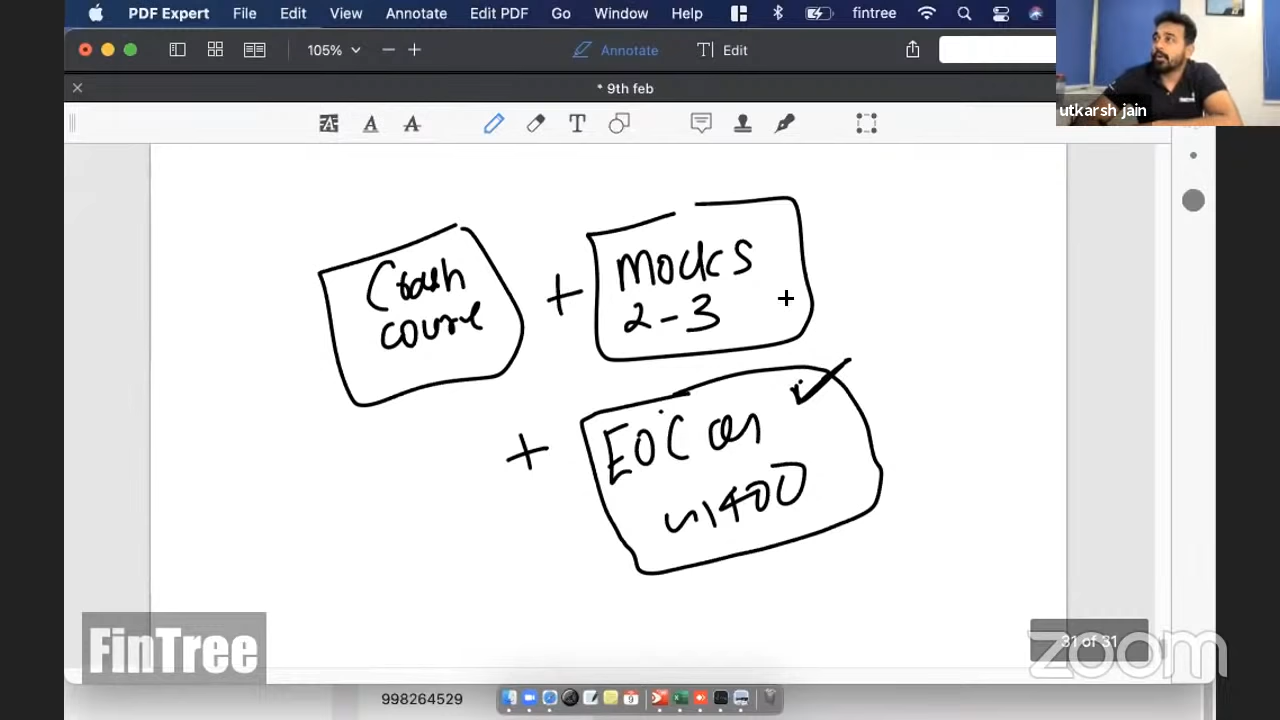 PDF Expert File Edit View Annotate Edit PDF Go Window Help fintree
105% Annotate T Edit
* 9th feb
utkarsh jain
Crash
course
+
Mocks
2-3
+
EOC
~1400
FinTree
31 of 31
zoom
998264529